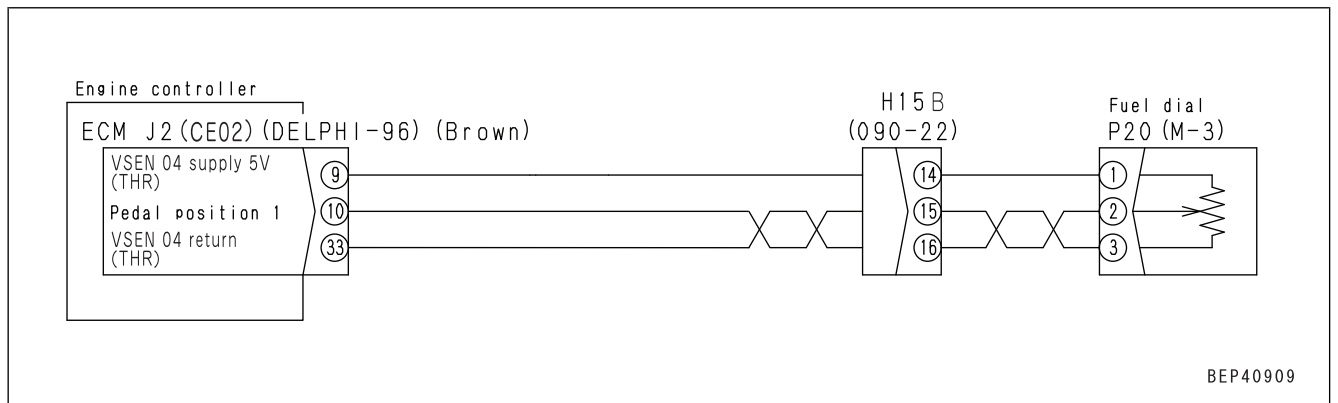 Engine controller
ECM J2(CE02)(DELPHI-96)(Brown)
VSEN 04 supply 5V
(THR)
Pedal position 1
VSEN 04 return
(THR)
9
10
33
H15B
(090-22)
14
15
16
Fuel dial
P20(M-3)
1
2
3
BEP40909